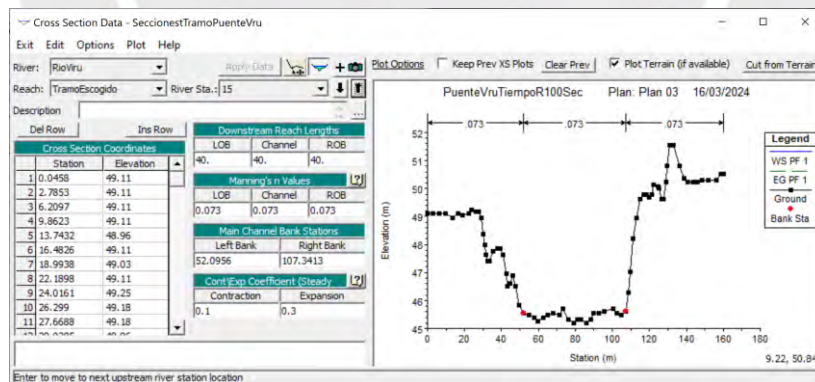 Cross Section Data - SeccionestTramoPuenteVru
Exit Edit Options Plot Help
River: RioViru Apply Data Plot Options Keep Prev XS Plots Clear Prev Plot Terrain (if available) Cut from Terrain
Reach: TramoEscogido River Sta.: 15
Description ...
Del Row Ins Row
Cross Section Coordinates
Station Elevation
1 0.0458 49.11
2 2.7853 49.11
3 6.2097 49.11
4 9.8623 49.11
5 13.7432 48.96
6 16.4826 49.11
7 18.9938 49.03
8 22.1898 49.11
9 24.0161 49.25
10 26.299 49.18
11 27.6688 49.18
Downstream Reach Lengths
LOB Channel ROB
40. 40. 40.
Manning's n Values ?
LOB Channel ROB
0.073 0.073 0.073
Main Channel Bank Stations
Left Bank Right Bank
52.0956 107.3413
Cont\Exp Coefficient (Steady ?
Contraction Expansion
0.1 0.3
PuenteVruTiempoR100Sec Plan: Plan 03 16/03/2024
.073 .073 .073
52
51
50
49
48
47
46
45
Elevation (m)
0 20 40 60 80 100 120 140 160 180
Station (m)
Legend
WS PF 1
EG PF 1
Ground
Bank Sta
9.22, 50.84
Enter to move to next upstream river station location